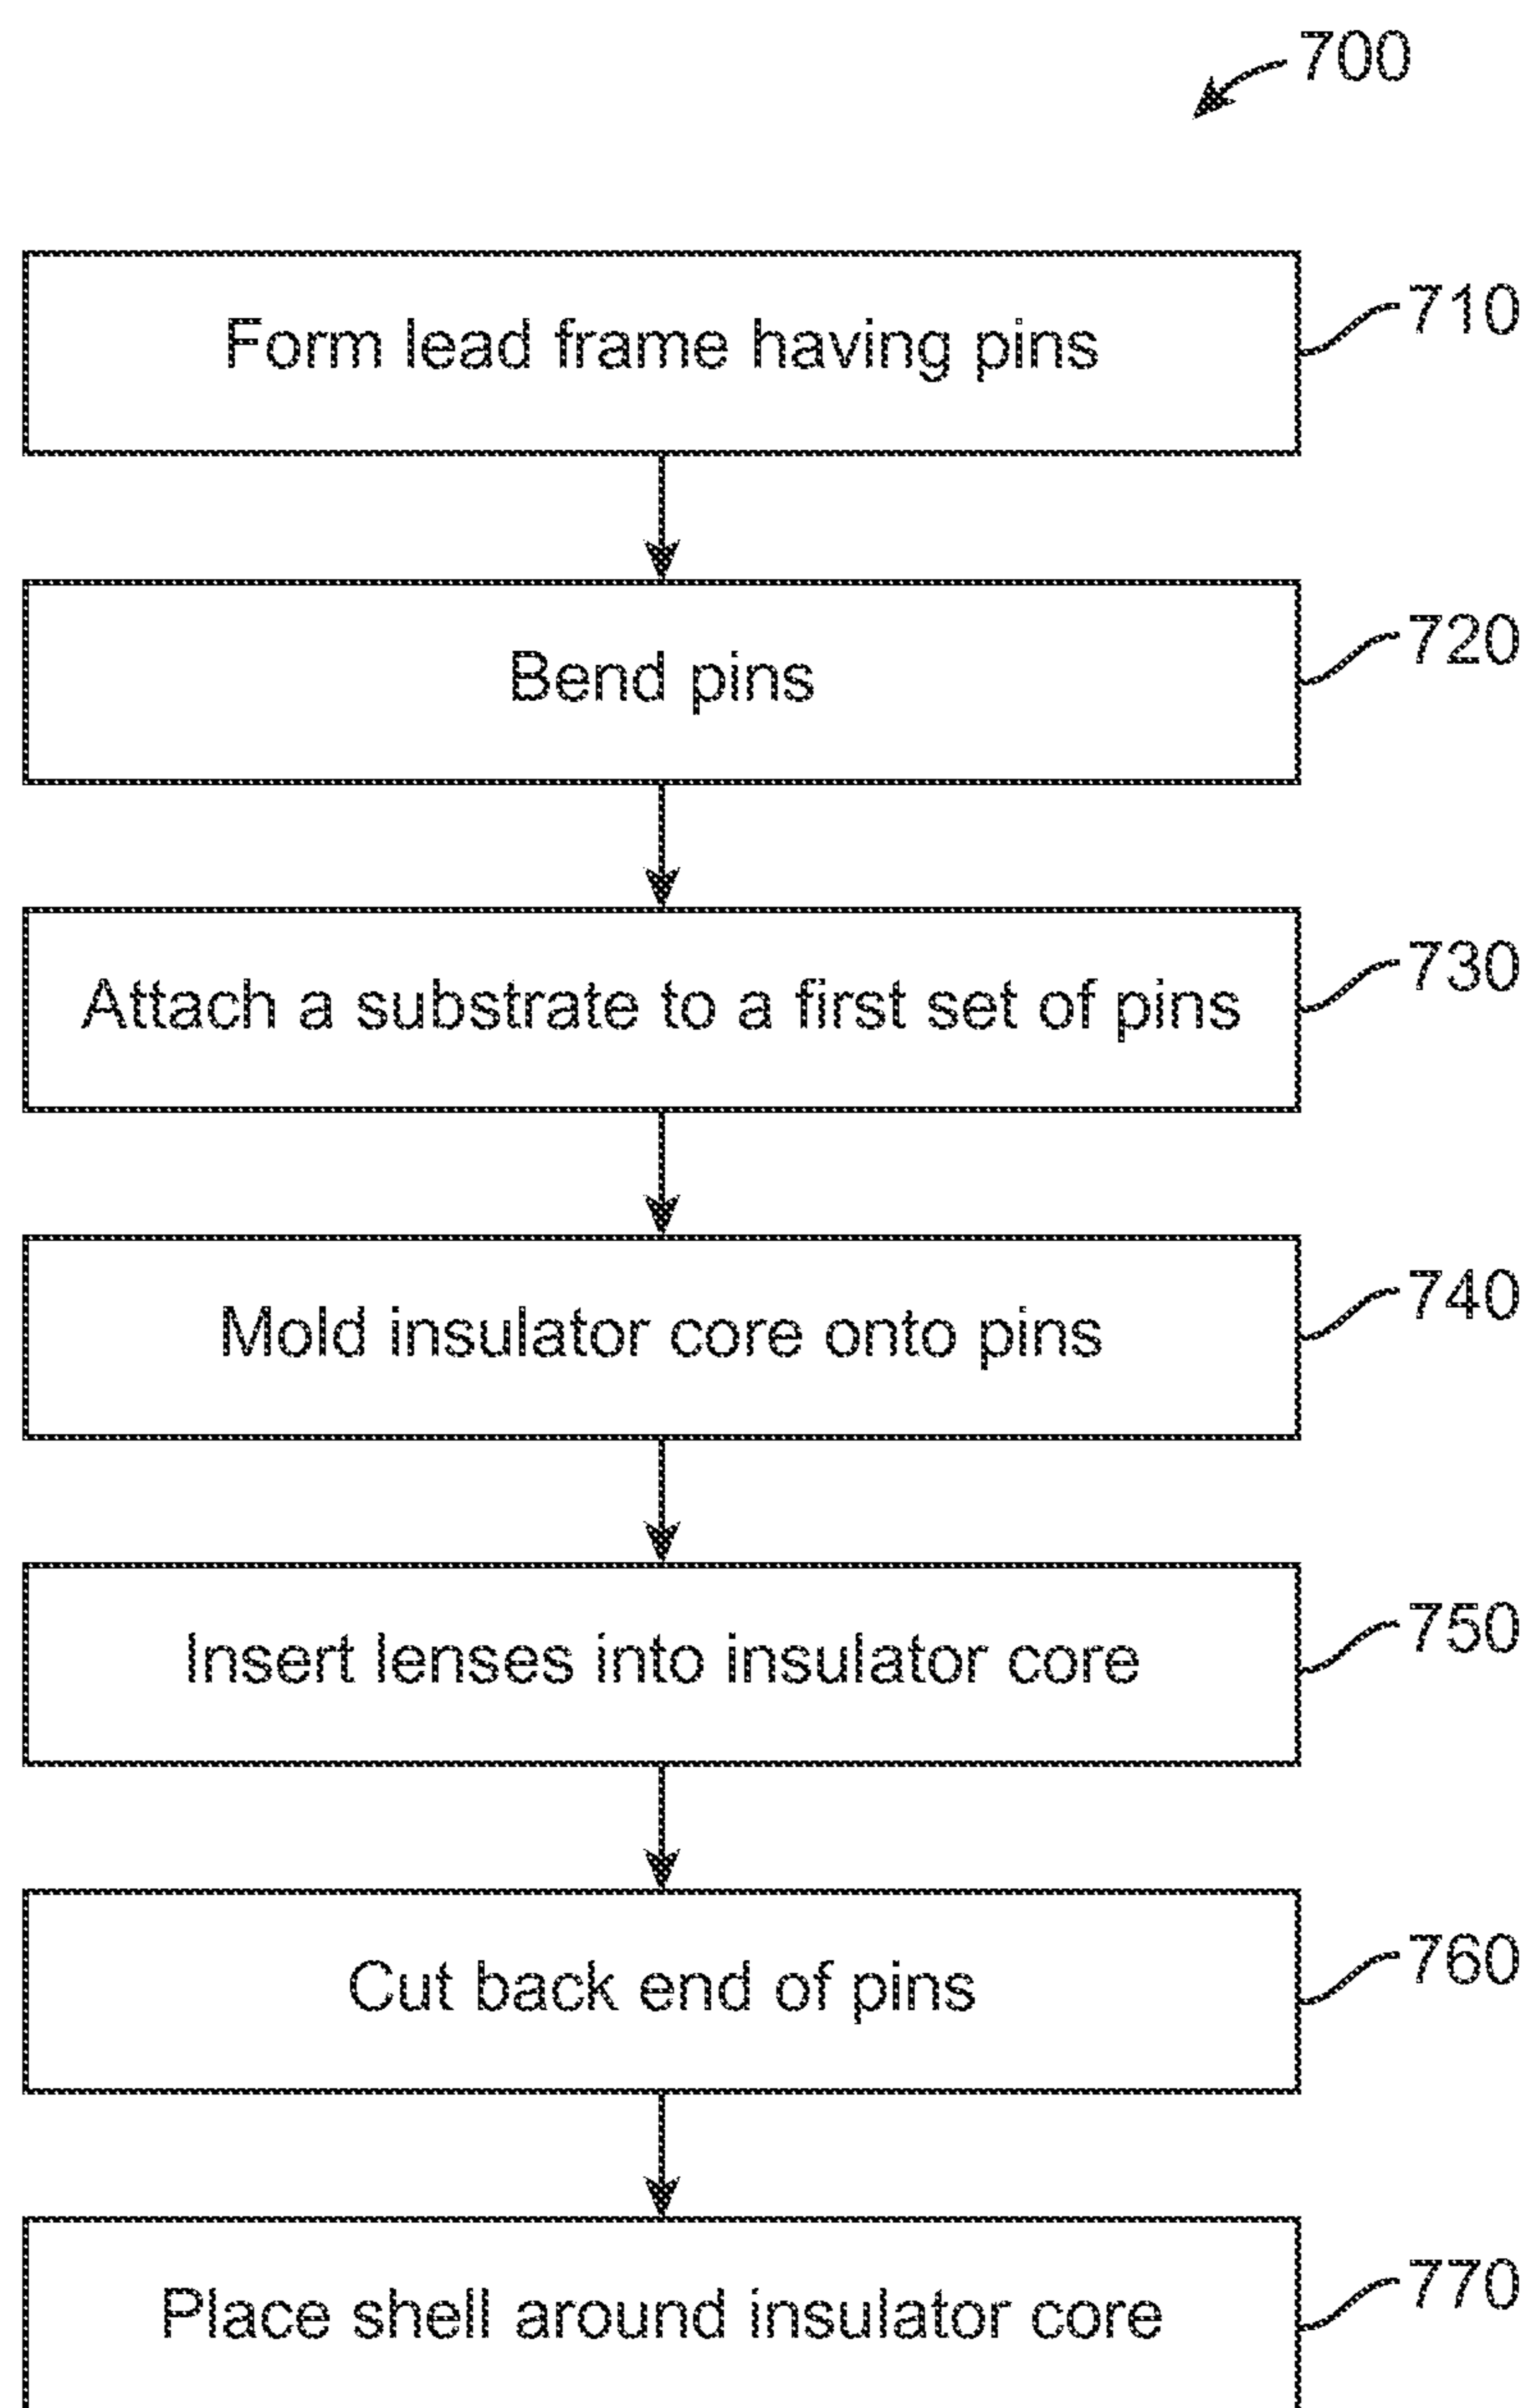 700
Form lead frame having pins
710
Bend pins
720
Attach a substrate to a first set of pins
730
Mold insulator core onto pins
740
Insert lenses into insulator core
750
Cut back end of pins
760
Place shell around insulator core
770